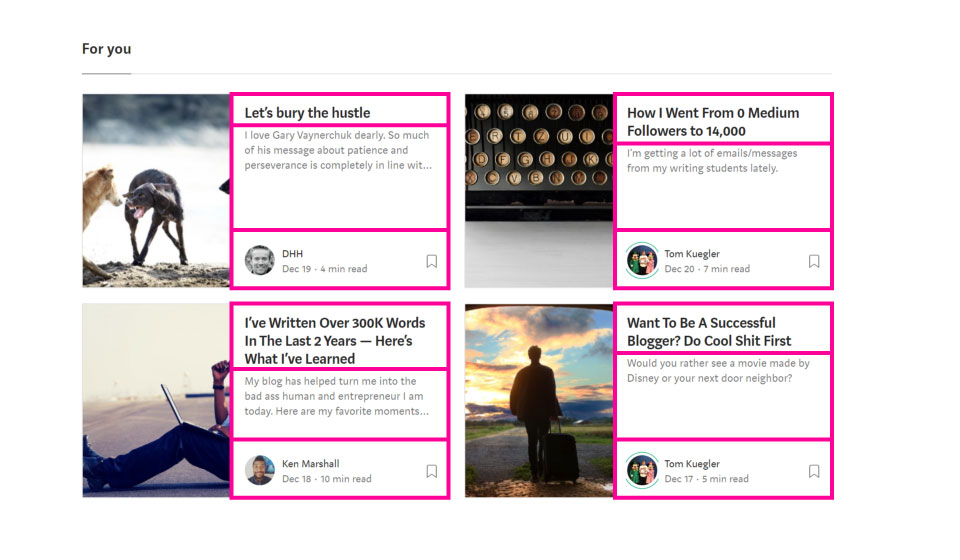 For you
Let's bury the hustle
I love Gary Vaynerchuk dearly. So much
of his message about patience and
perseverance is completely in line wit...
DHH
Dec 19 · 4 min read
How I Went From 0 Medium
Followers to 14,000
I'm getting a lot of emails/messages
from my writing students lately.
Tom Kuegler
Dec 20 · 7 min read
I've Written Over 300K Words
In The Last 2 Years — Here's
What I've Learned
My blog has helped turn me into the
bad ass human and entrepreneur I am
today. Here are my favorite moments...
Ken Marshall
Dec 18 · 10 min read
Want To Be A Successful
Blogger? Do Cool Shit First
Would you rather see a movie made by
Disney or your next door neighbor?
Tom Kuegler
Dec 17 · 5 min read